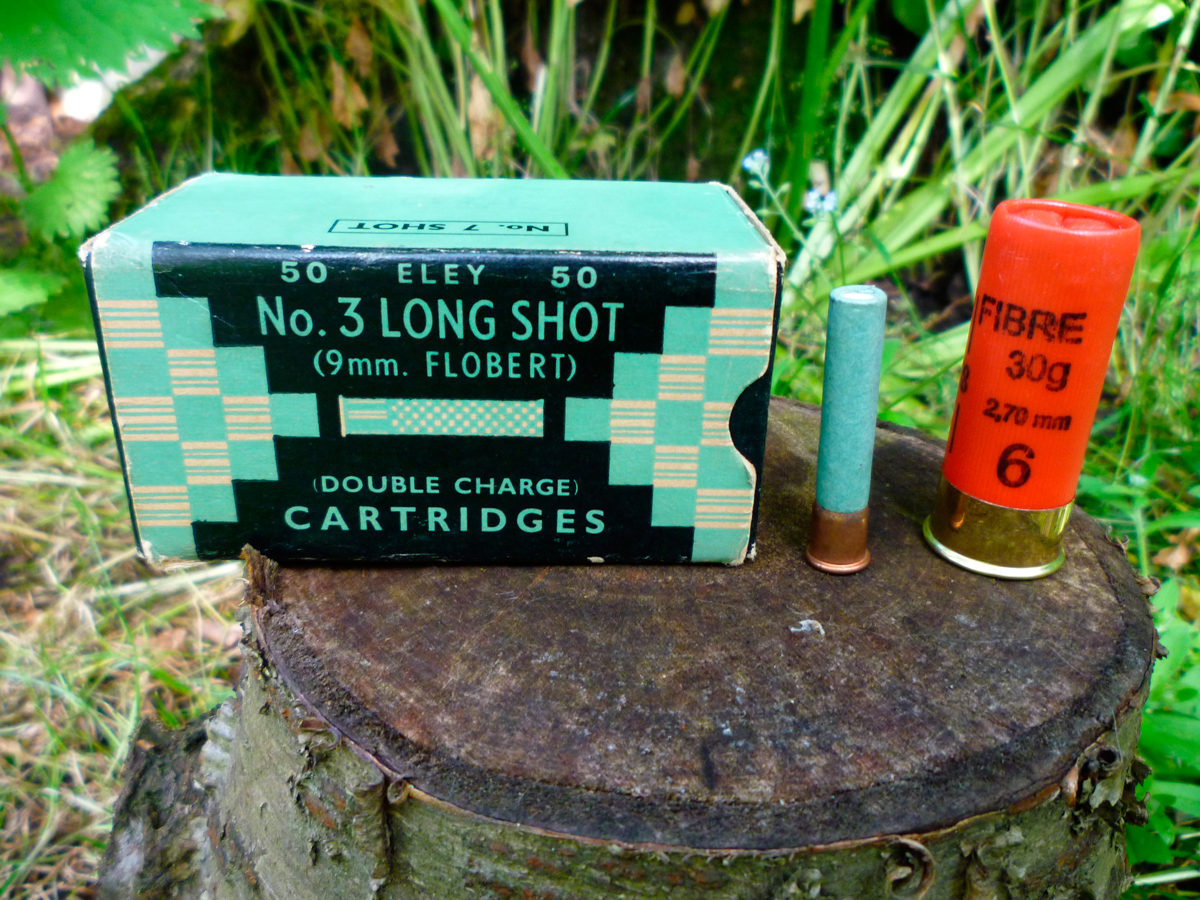 No. 7 SHOT
50 ELEY 50
No. 3 LONG SHOT
(9mm. FLOBERT)
(DOUBLE CHARGE)
CARTRIDGES
FIBRE
30g
2,70 mm
6